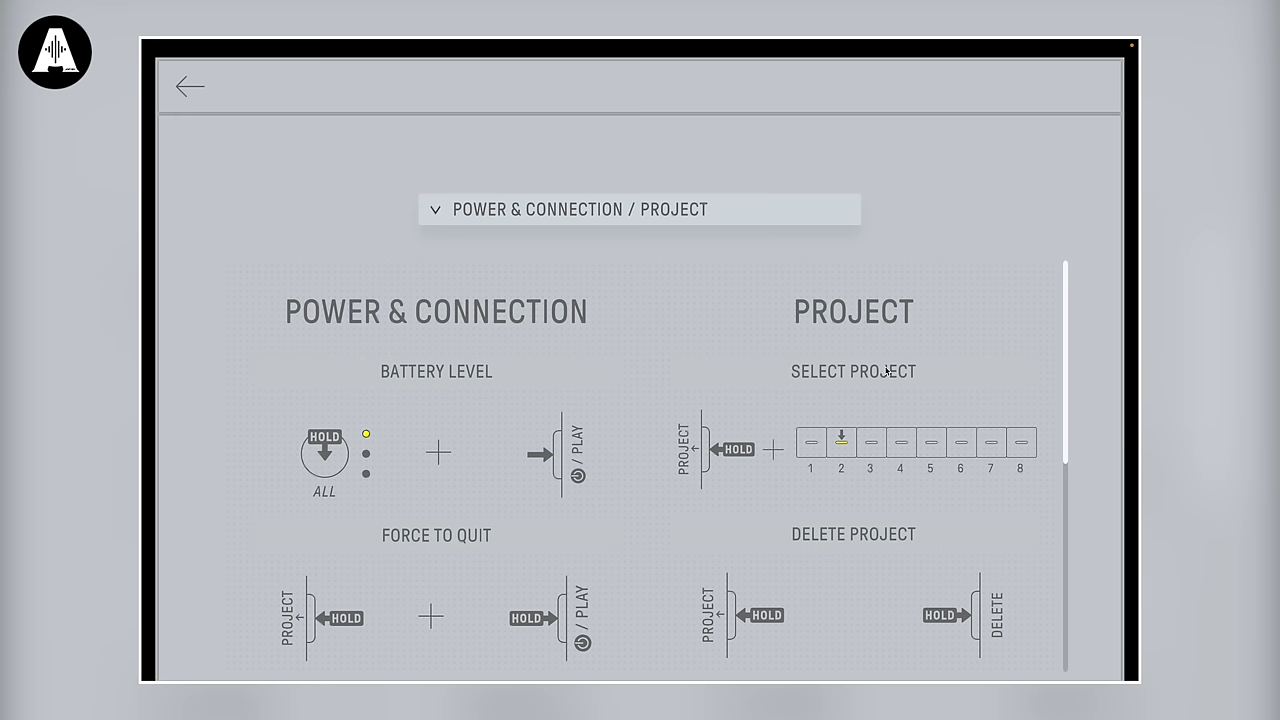 POWER & CONNECTION / PROJECT
POWER & CONNECTION
BATTERY LEVEL
HOLD
ALL
/ PLAY
FORCE TO QUIT
PROJECT
HOLD
HOLD
/ PLAY
PROJECT
SELECT PROJECT
PROJECT
HOLD
1 2 3 4 5 6 7 8
DELETE PROJECT
PROJECT
HOLD
HOLD
DELETE